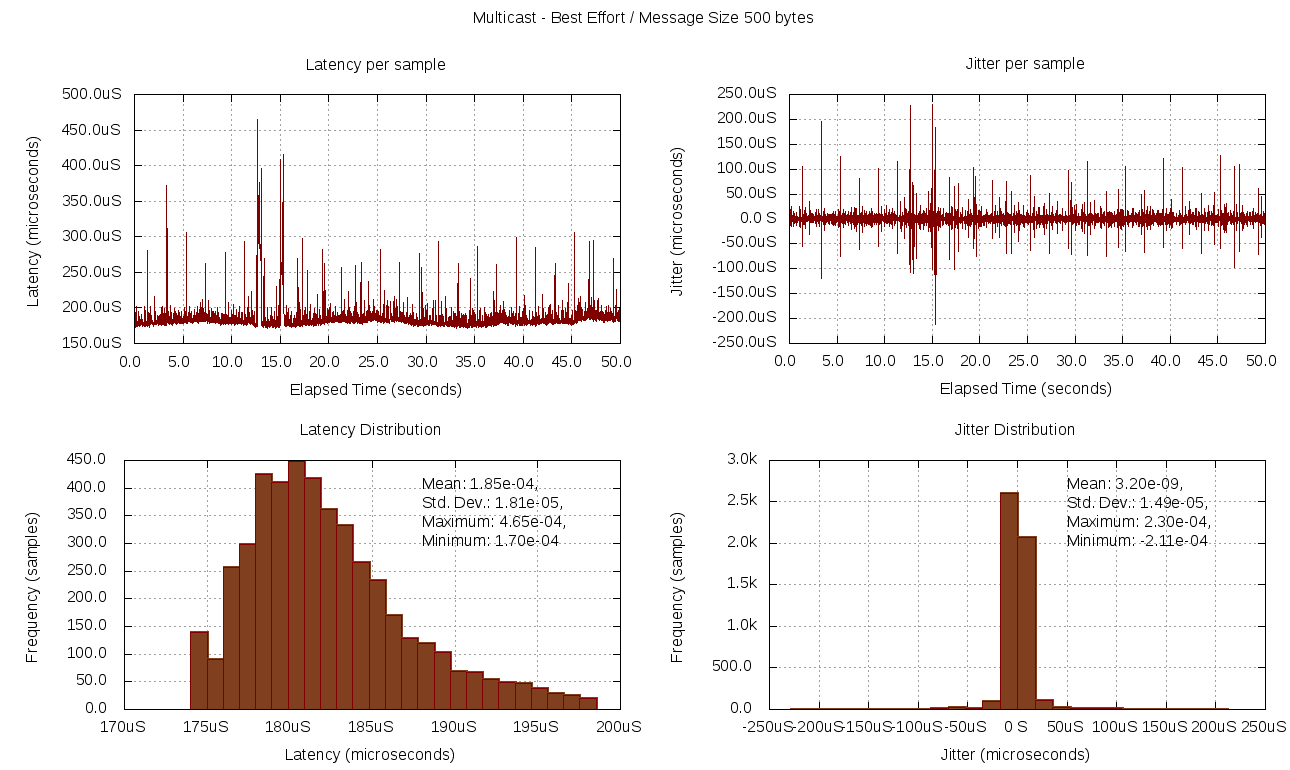 Multicast - Best Effort / Message Size 500 bytes
Latency per sample
500.0uS
450.0uS
400.0uS
350.0uS
300.0uS
250.0uS
200.0uS
150.0uS
Latency (microseconds)
0.0 5.0 10.0 15.0 20.0 25.0 30.0 35.0 40.0 45.0 50.0
Elapsed Time (seconds)
Jitter per sample
250.0uS
200.0uS
150.0uS
100.0uS
50.0uS
0.0 S
-50.0uS
-100.0uS
-150.0uS
-200.0uS
-250.0uS
Jitter (microseconds)
0.0 5.0 10.0 15.0 20.0 25.0 30.0 35.0 40.0 45.0 50.0
Elapsed Time (seconds)
Latency Distribution
450.0
400.0
350.0
300.0
250.0
200.0
150.0
100.0
50.0
0.0
Frequency (samples)
Mean: 1.85e-04,
Std. Dev.: 1.81e-05,
Maximum: 4.65e-04,
Minimum: 1.70e-04
170uS 175uS 180uS 185uS 190uS 195uS 200uS
Latency (microseconds)
Jitter Distribution
3.0k
2.5k
2.0k
1.5k
1.0k
500.0
0.0
Frequency (samples)
Mean: 3.20e-09,
Std. Dev.: 1.49e-05,
Maximum: 2.30e-04,
Minimum: -2.11e-04
-250uS -200uS -150uS -100uS -50uS 0 S 50uS 100uS 150uS 200uS 250uS
Jitter (microseconds)